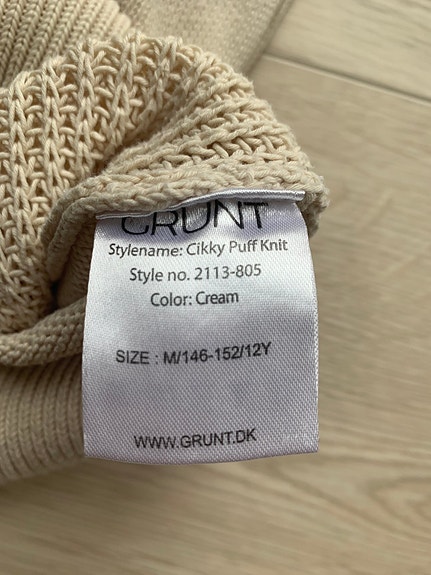 GRUNT
Stylename: Cikky Puff Knit
Style no. 2113-805
Color: Cream
SIZE : M/146-152/12Y
WWW.GRUNT.DK